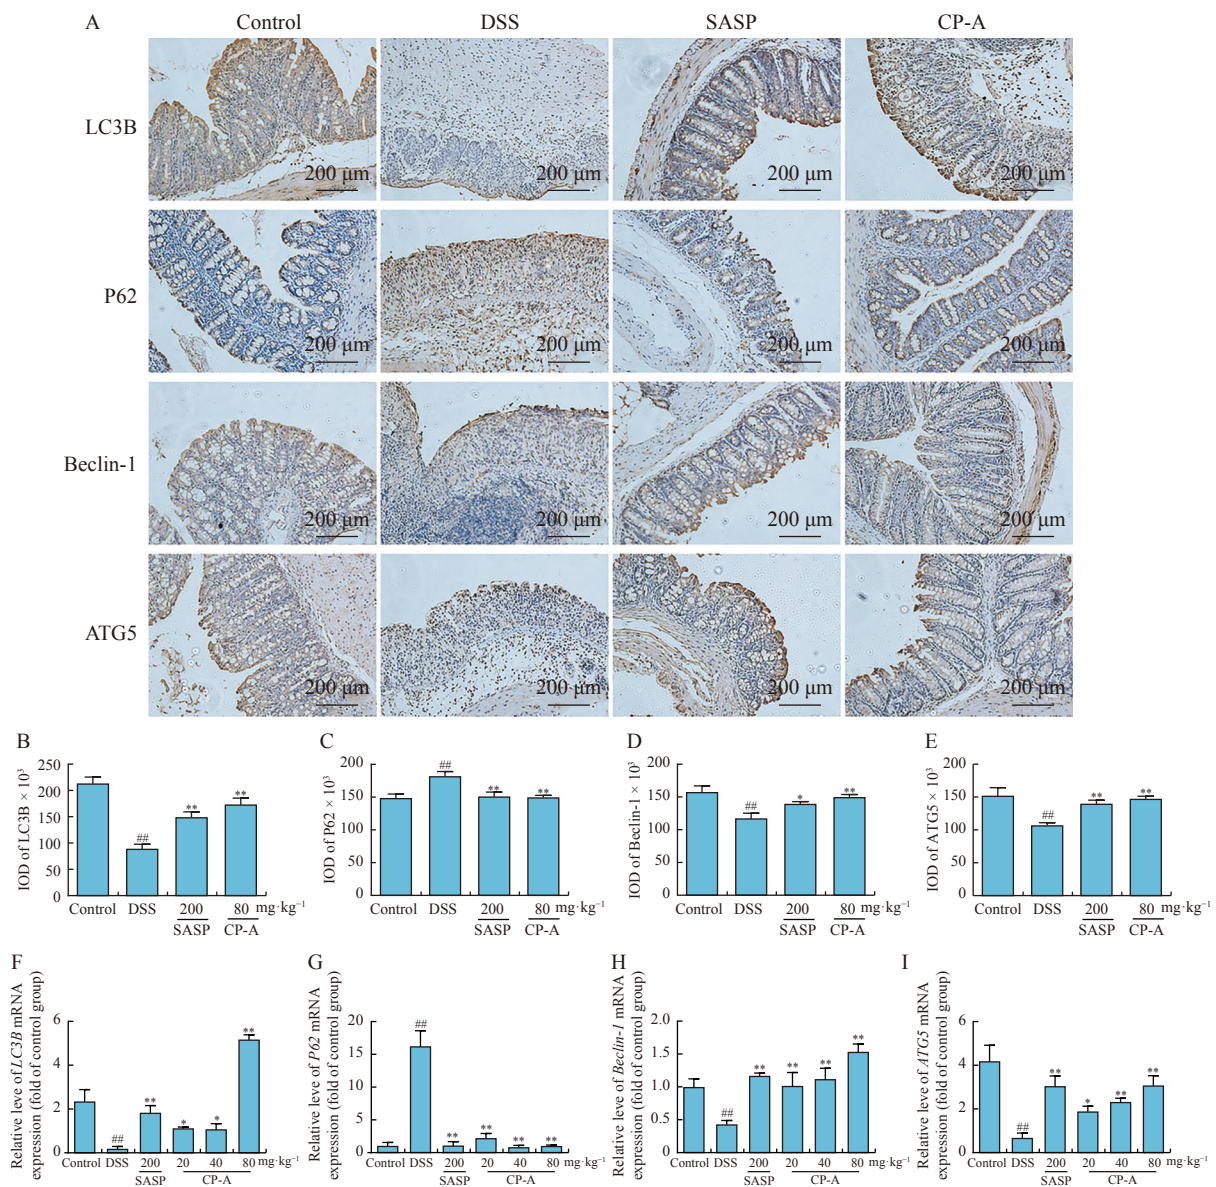 A Control DSS SASP CP-A
LC3B 200 μm 200 μm 200 μm 200 μm
P62 200 μm 200 μm 200 μm 200 μm
Beclin-1 200 μm 200 μm 200 μm 200 μm
ATG5 200 μm 200 μm 200 μm 200 μm
B
IOD of LC3B × 10³
250
200
150
100
50
0
## ** **
Control DSS 200 80 mg·kg⁻¹
SASP CP-A
C
IOD of P62 × 10³
200
150
100
50
0
## ** **
Control DSS 200 80 mg·kg⁻¹
SASP CP-A
D
IOD of Beclin-1 × 10³
200
150
100
50
0
## * **
Control DSS 200 80 mg·kg⁻¹
SASP CP-A
E
IOD of ATG5 × 10³
200
150
100
50
0
## ** **
Control DSS 200 80 mg·kg⁻¹
SASP CP-A
F
Relative level of LC3B mRNA
expression (fold of control group)
6
4
2
0
## ** * * **
Control DSS 200 20 40 80 mg·kg⁻¹
SASP CP-A
G
Relative level of P62 mRNA
expression (fold of control group)
20
15
10
5
0
## ** ** ** **
Control DSS 200 20 40 80 mg·kg⁻¹
SASP CP-A
H
Relative level of Beclin-1 mRNA
expression (fold of control group)
2.0
1.5
1.0
0.5
0
## ** ** ** **
Control DSS 200 20 40 80 mg·kg⁻¹
SASP CP-A
I
Relative level of ATG5 mRNA
expression (fold of control group)
6
4
2
0
## ** * ** **
Control DSS 200 20 40 80 mg·kg⁻¹
SASP CP-A